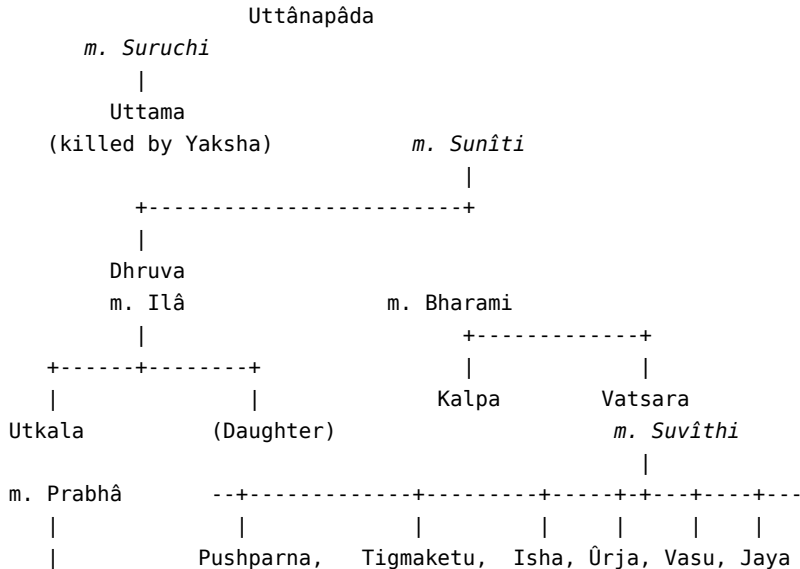 Uttânapâda
m. Suruchi
|
Uttama
(killed by Yaksha) m. Sunîti
|
+-------------------------+
|
Dhruva
m. Ilâ m. Bharami
| +-------------+
+------+--------+ | |
| | Kalpa Vatsara
Utkala (Daughter) m. Suvîthi
|
m. Prabhâ --+-------------+---------+-----+-+---+----+---
| | | | | | |
| Pushparna, Tigmaketu, Isha, Ûrja, Vasu, Jaya